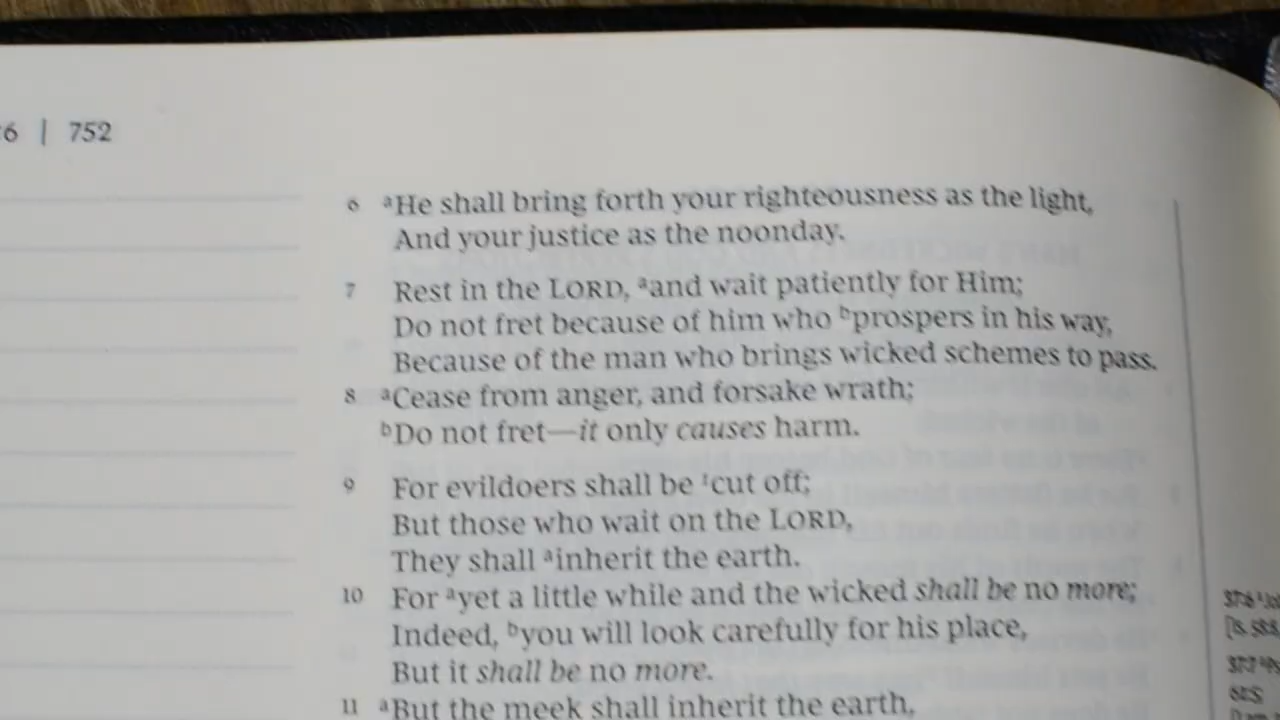 6 | 752
6 ᵃHe shall bring forth your righteousness as the light,
And your justice as the noonday.
7 Rest in the LORD, ᵃand wait patiently for Him;
Do not fret because of him who ᵇprospers in his way,
Because of the man who brings wicked schemes to pass.
8 ᵃCease from anger, and forsake wrath;
ᵇDo not fret—it only causes harm.
9 For evildoers shall be ¹cut off;
But those who wait on the LORD,
They shall ᵃinherit the earth.
10 For ᵃyet a little while and the wicked shall be no more;
Indeed, ᵇyou will look carefully for his place,
But it shall be no more.
11 ᵃBut the meek shall inherit the earth,